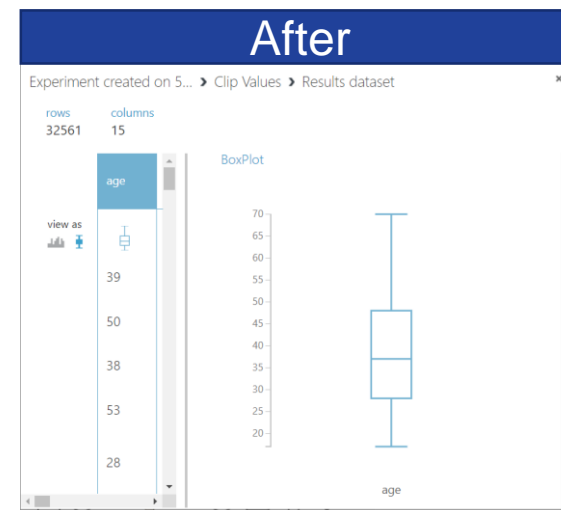 After
Experiment created on 5... › Clip Values › Results dataset
rows columns
32561 15
age
BoxPlot
view as
39
50
38
53
28
70
65
60
55
50
45
40
35
30
25
20
age